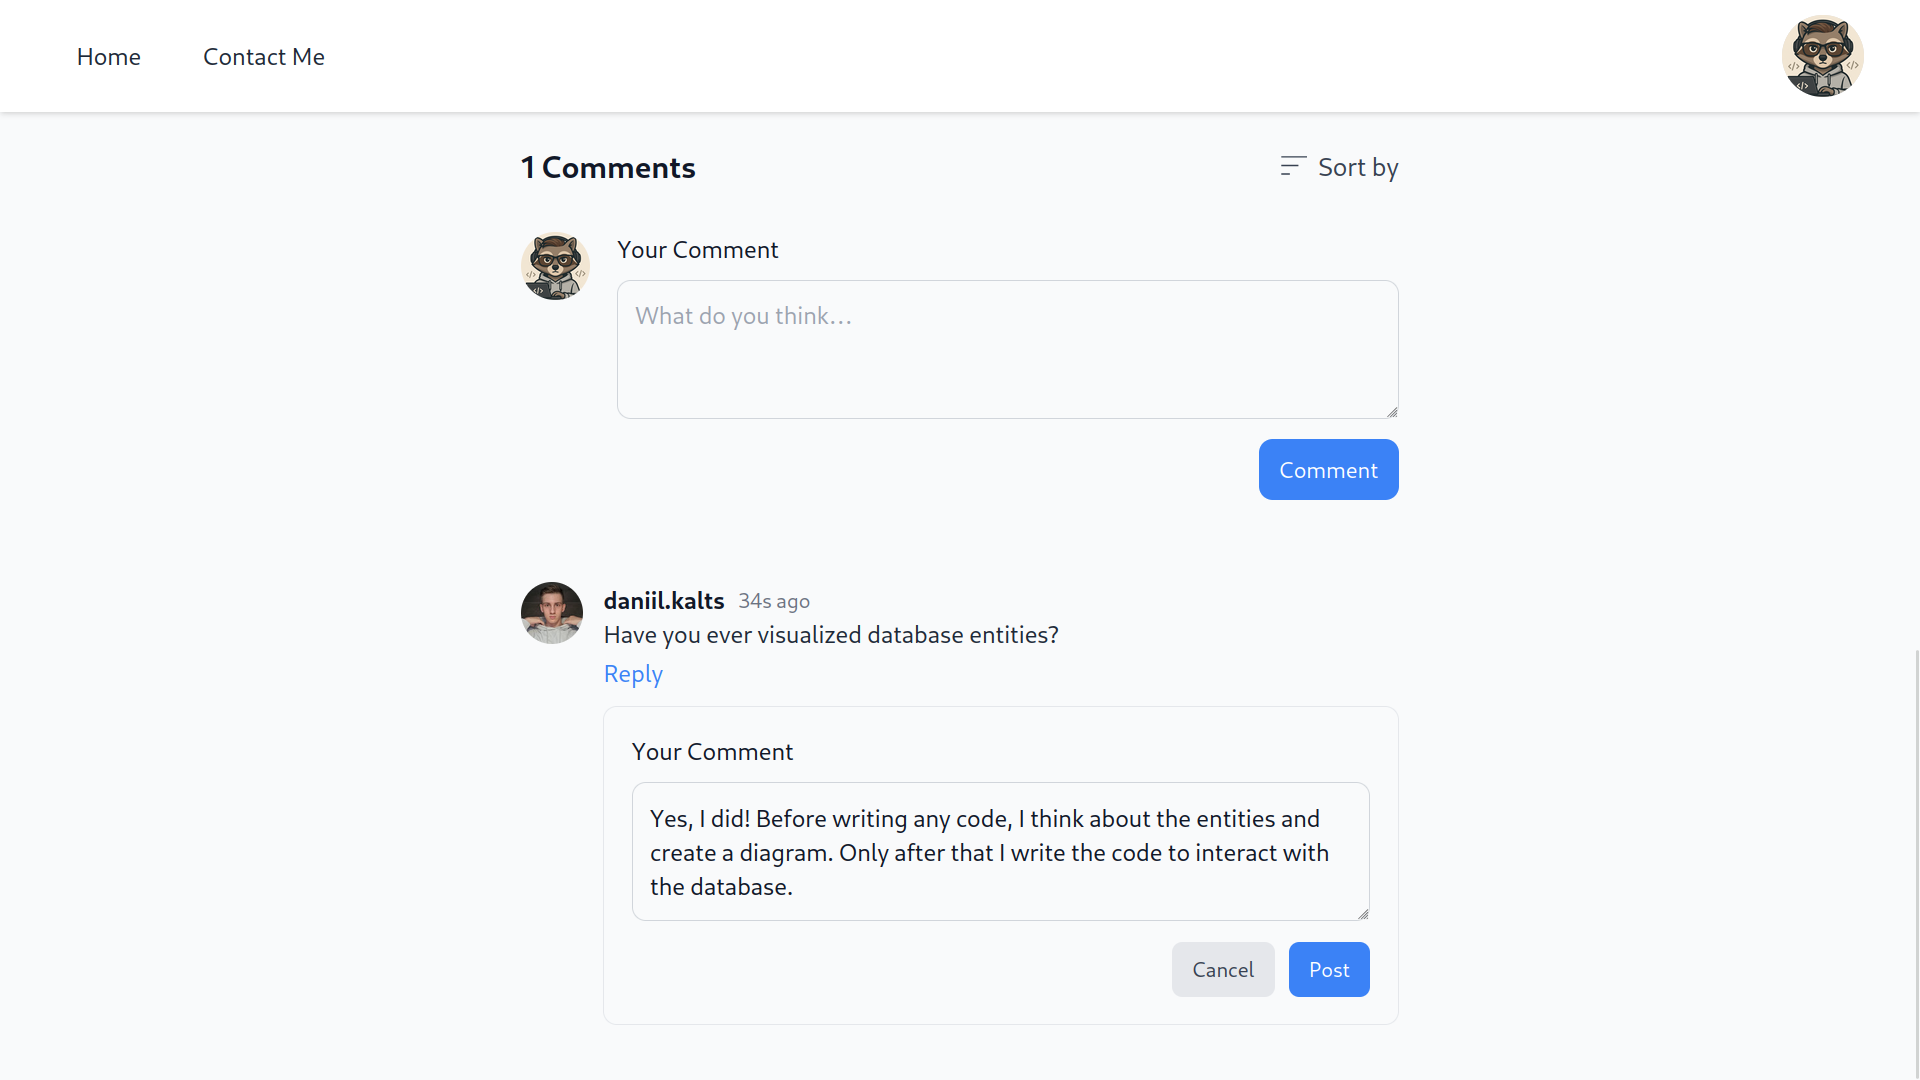 Home
Contact Me
1 Comments
Sort by
Your Comment
What do you think...
Comment
daniil.kalts 34s ago
Have you ever visualized database entities?
Reply
Your Comment
Yes, I did! Before writing any code, I think about the entities and
create a diagram. Only after that I write the code to interact with
the database.
Cancel
Post